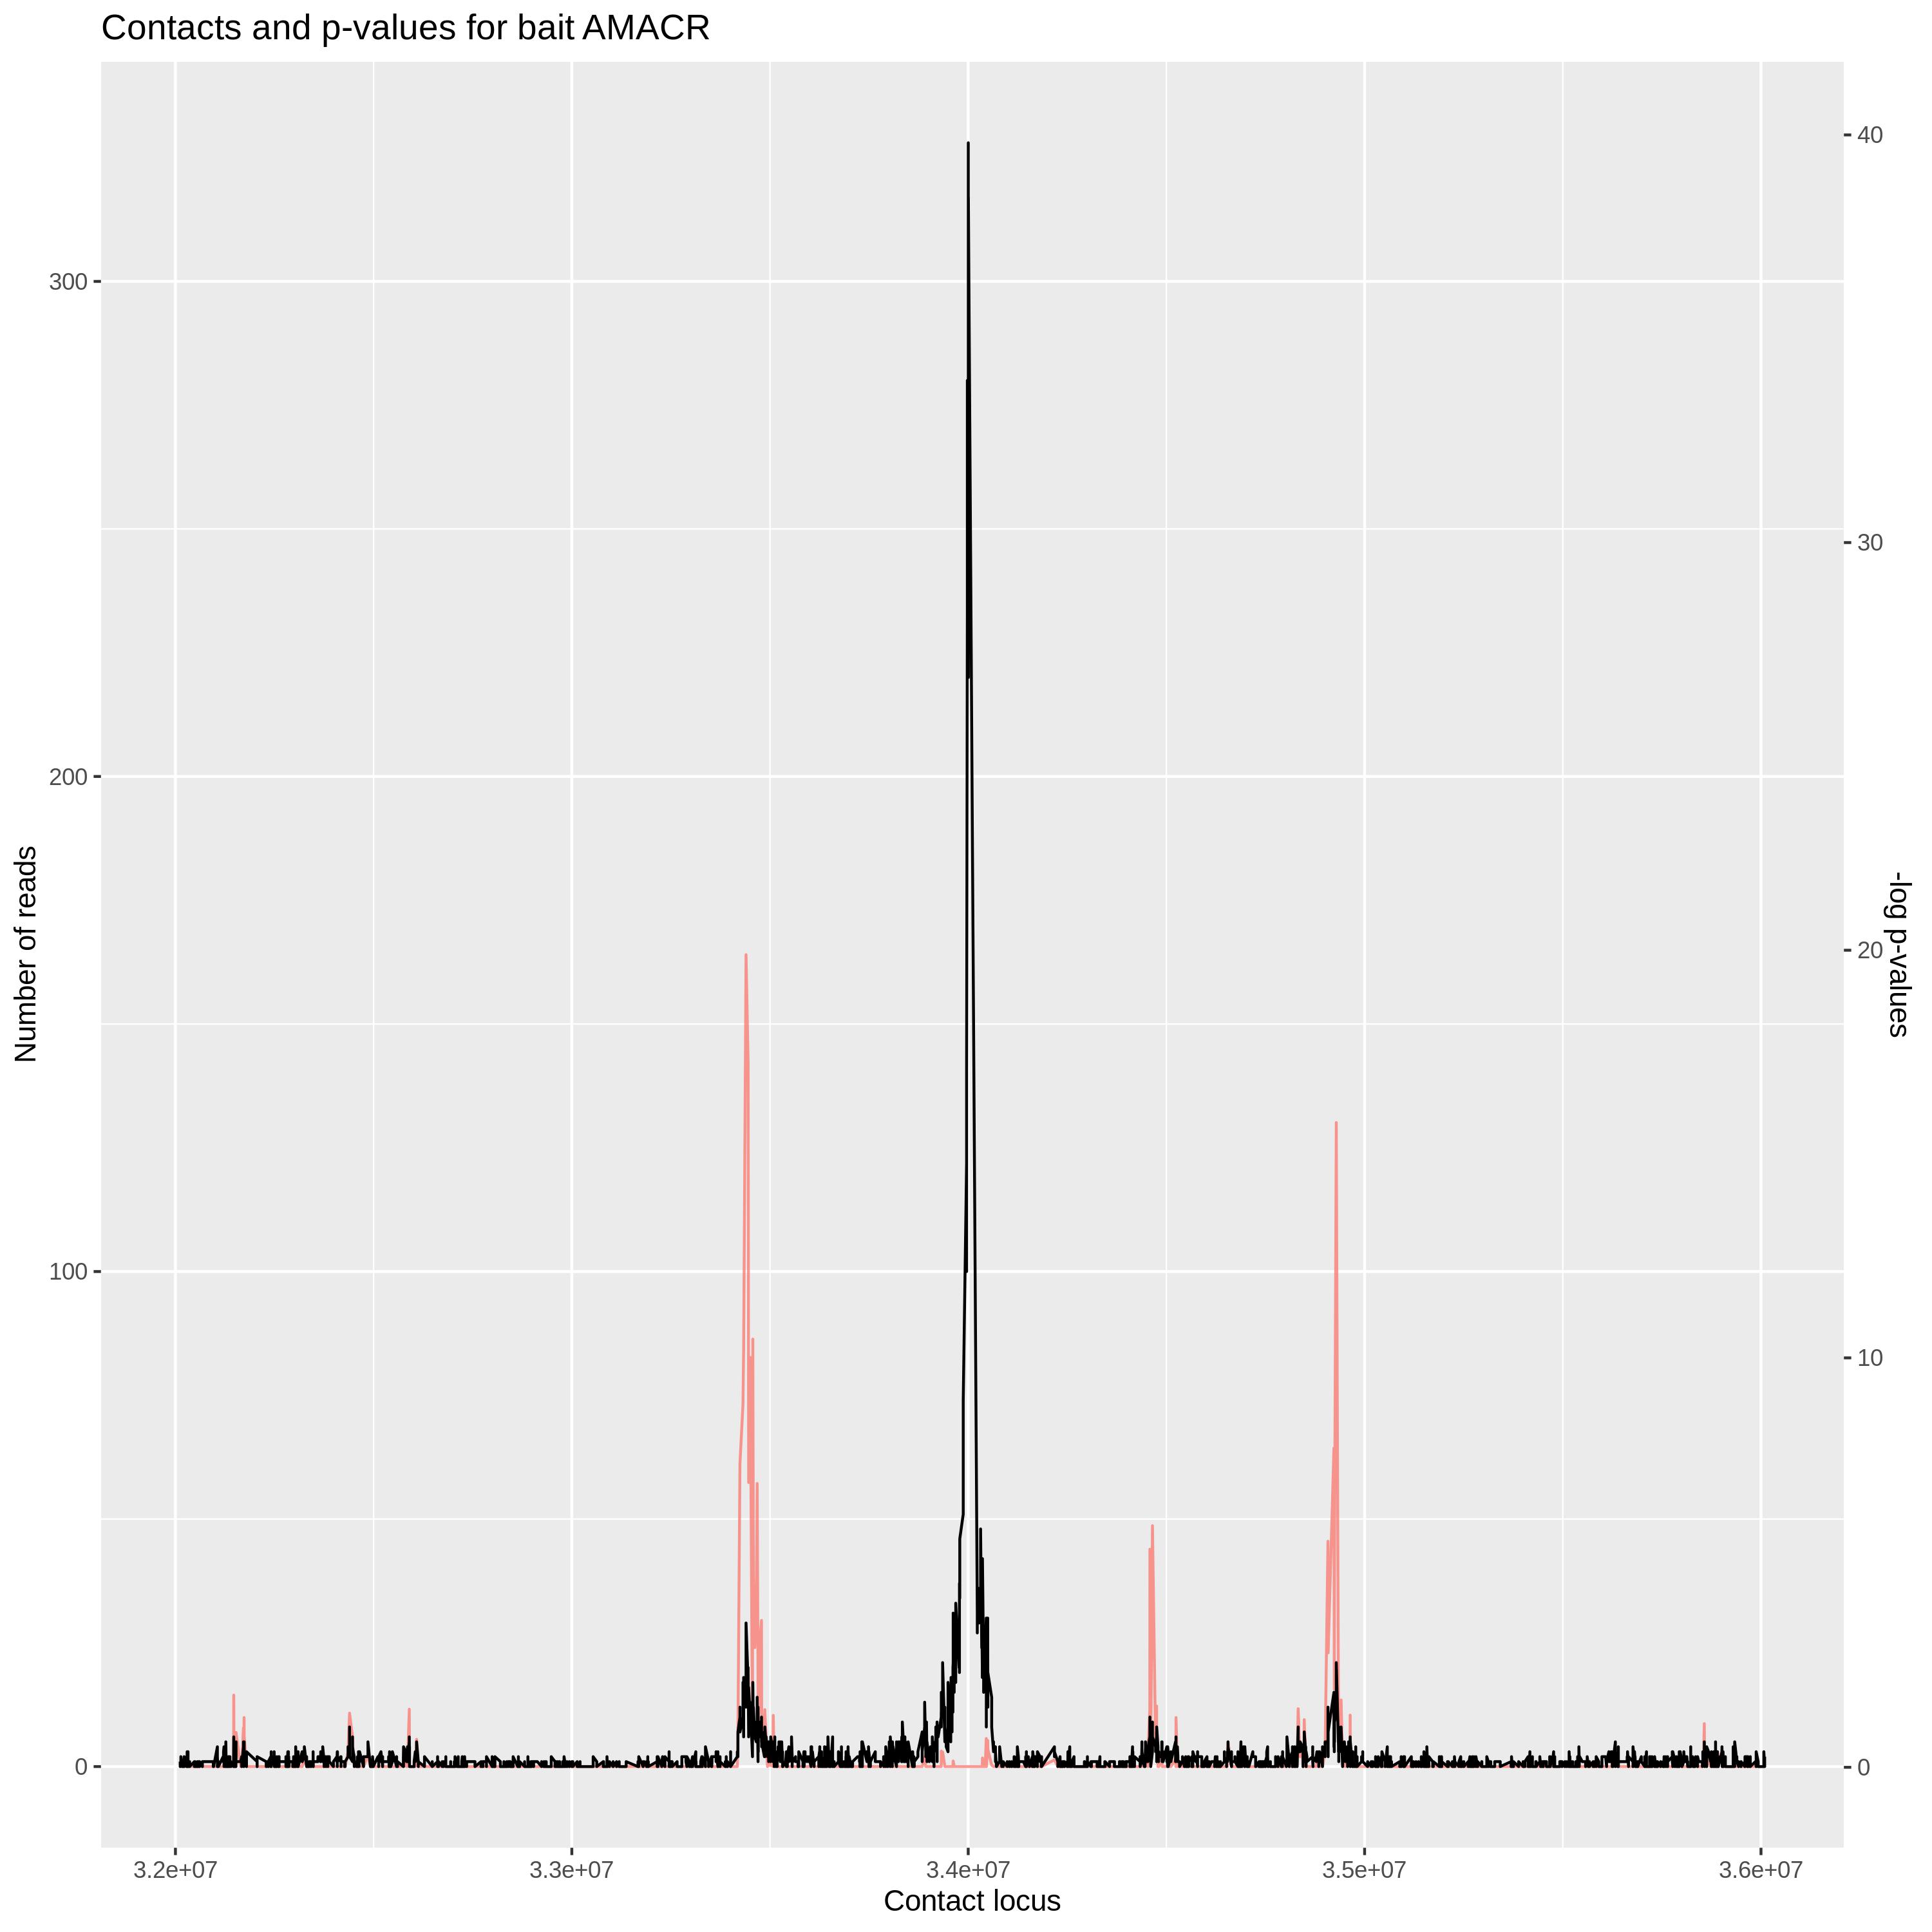 Contacts and p-values for bait AMACR
Number of reads
300
200
100
0
40
30
20
10
0
-log p-values
3.2e+07
3.3e+07
3.4e+07
3.5e+07
3.6e+07
Contact locus